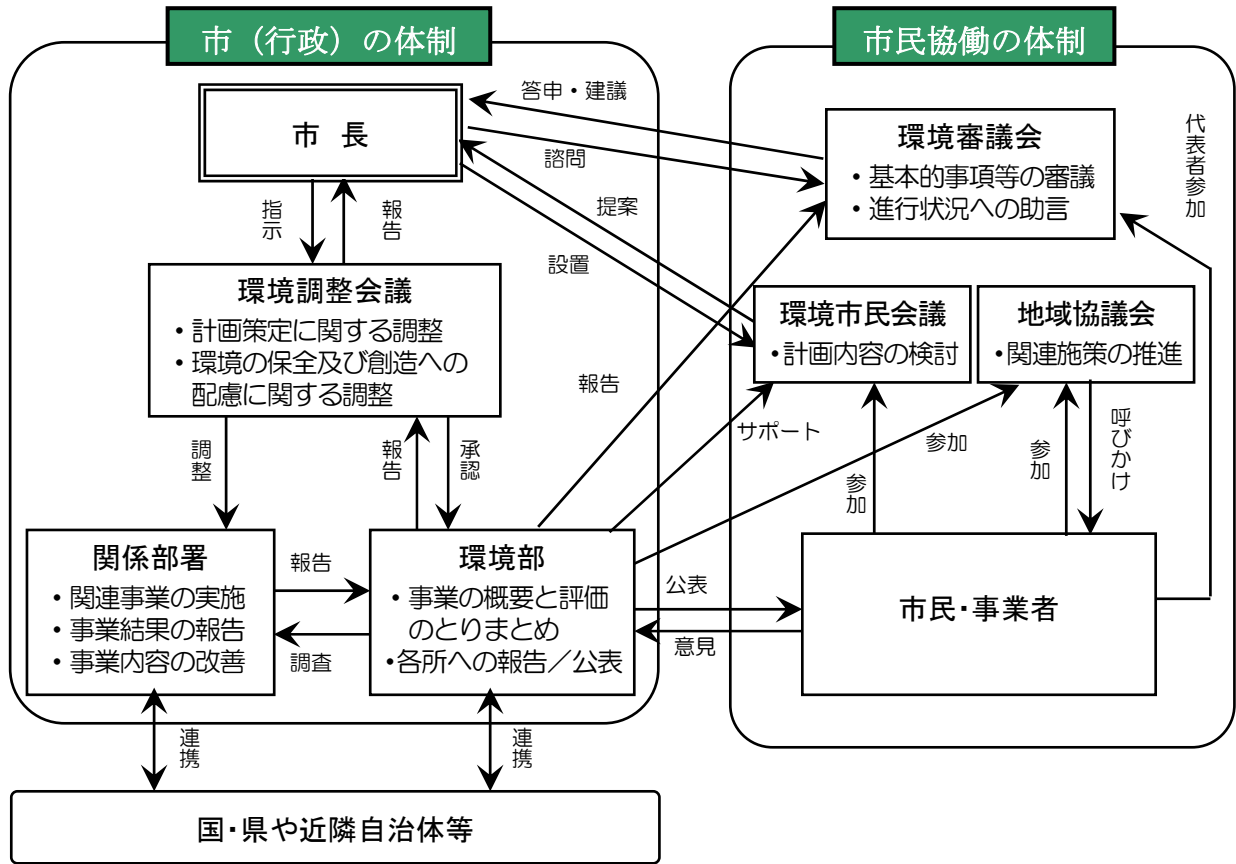 市（行政）の体制
市民協働の体制
市 長
答申・建議
諮問
提案
設置
指示
報告
環境審議会
・基本的事項等の審議
・進行状況への助言
代表者参加
環境調整会議
・計画策定に関する調整
・環境の保全及び創造への
配慮に関する調整
環境市民会議
・計画内容の検討
地域協議会
・関連施策の推進
報告
サポート
参加
参加
参加
呼びかけ
調整
報告
承認
関係部署
・関連事業の実施
・事業結果の報告
・事業内容の改善
報告
調査
環境部
・事業の概要と評価
のとりまとめ
・各所への報告／公表
公表
意見
市民・事業者
連携
連携
国・県や近隣自治体等